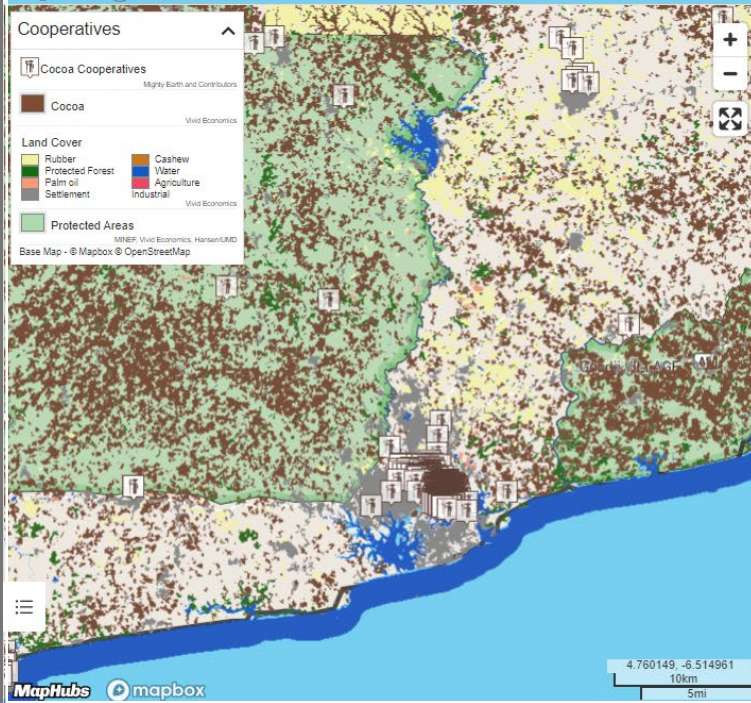 Cooperatives
Cocoa Cooperatives
Mighty Earth and Contributors
Cocoa
Vivid Economics
Land Cover
Rubber
Protected Forest
Palm oil
Settlement
Cashew
Water
Agriculture
Industrial
Vivid Economics
Protected Areas
MINEF, Vivid Economics, Hansen/UMD
Base Map - © Mapbox © OpenStreetMap
+
−
4.760149, -6.514961
10km
5mi
MapHubs
mapbox